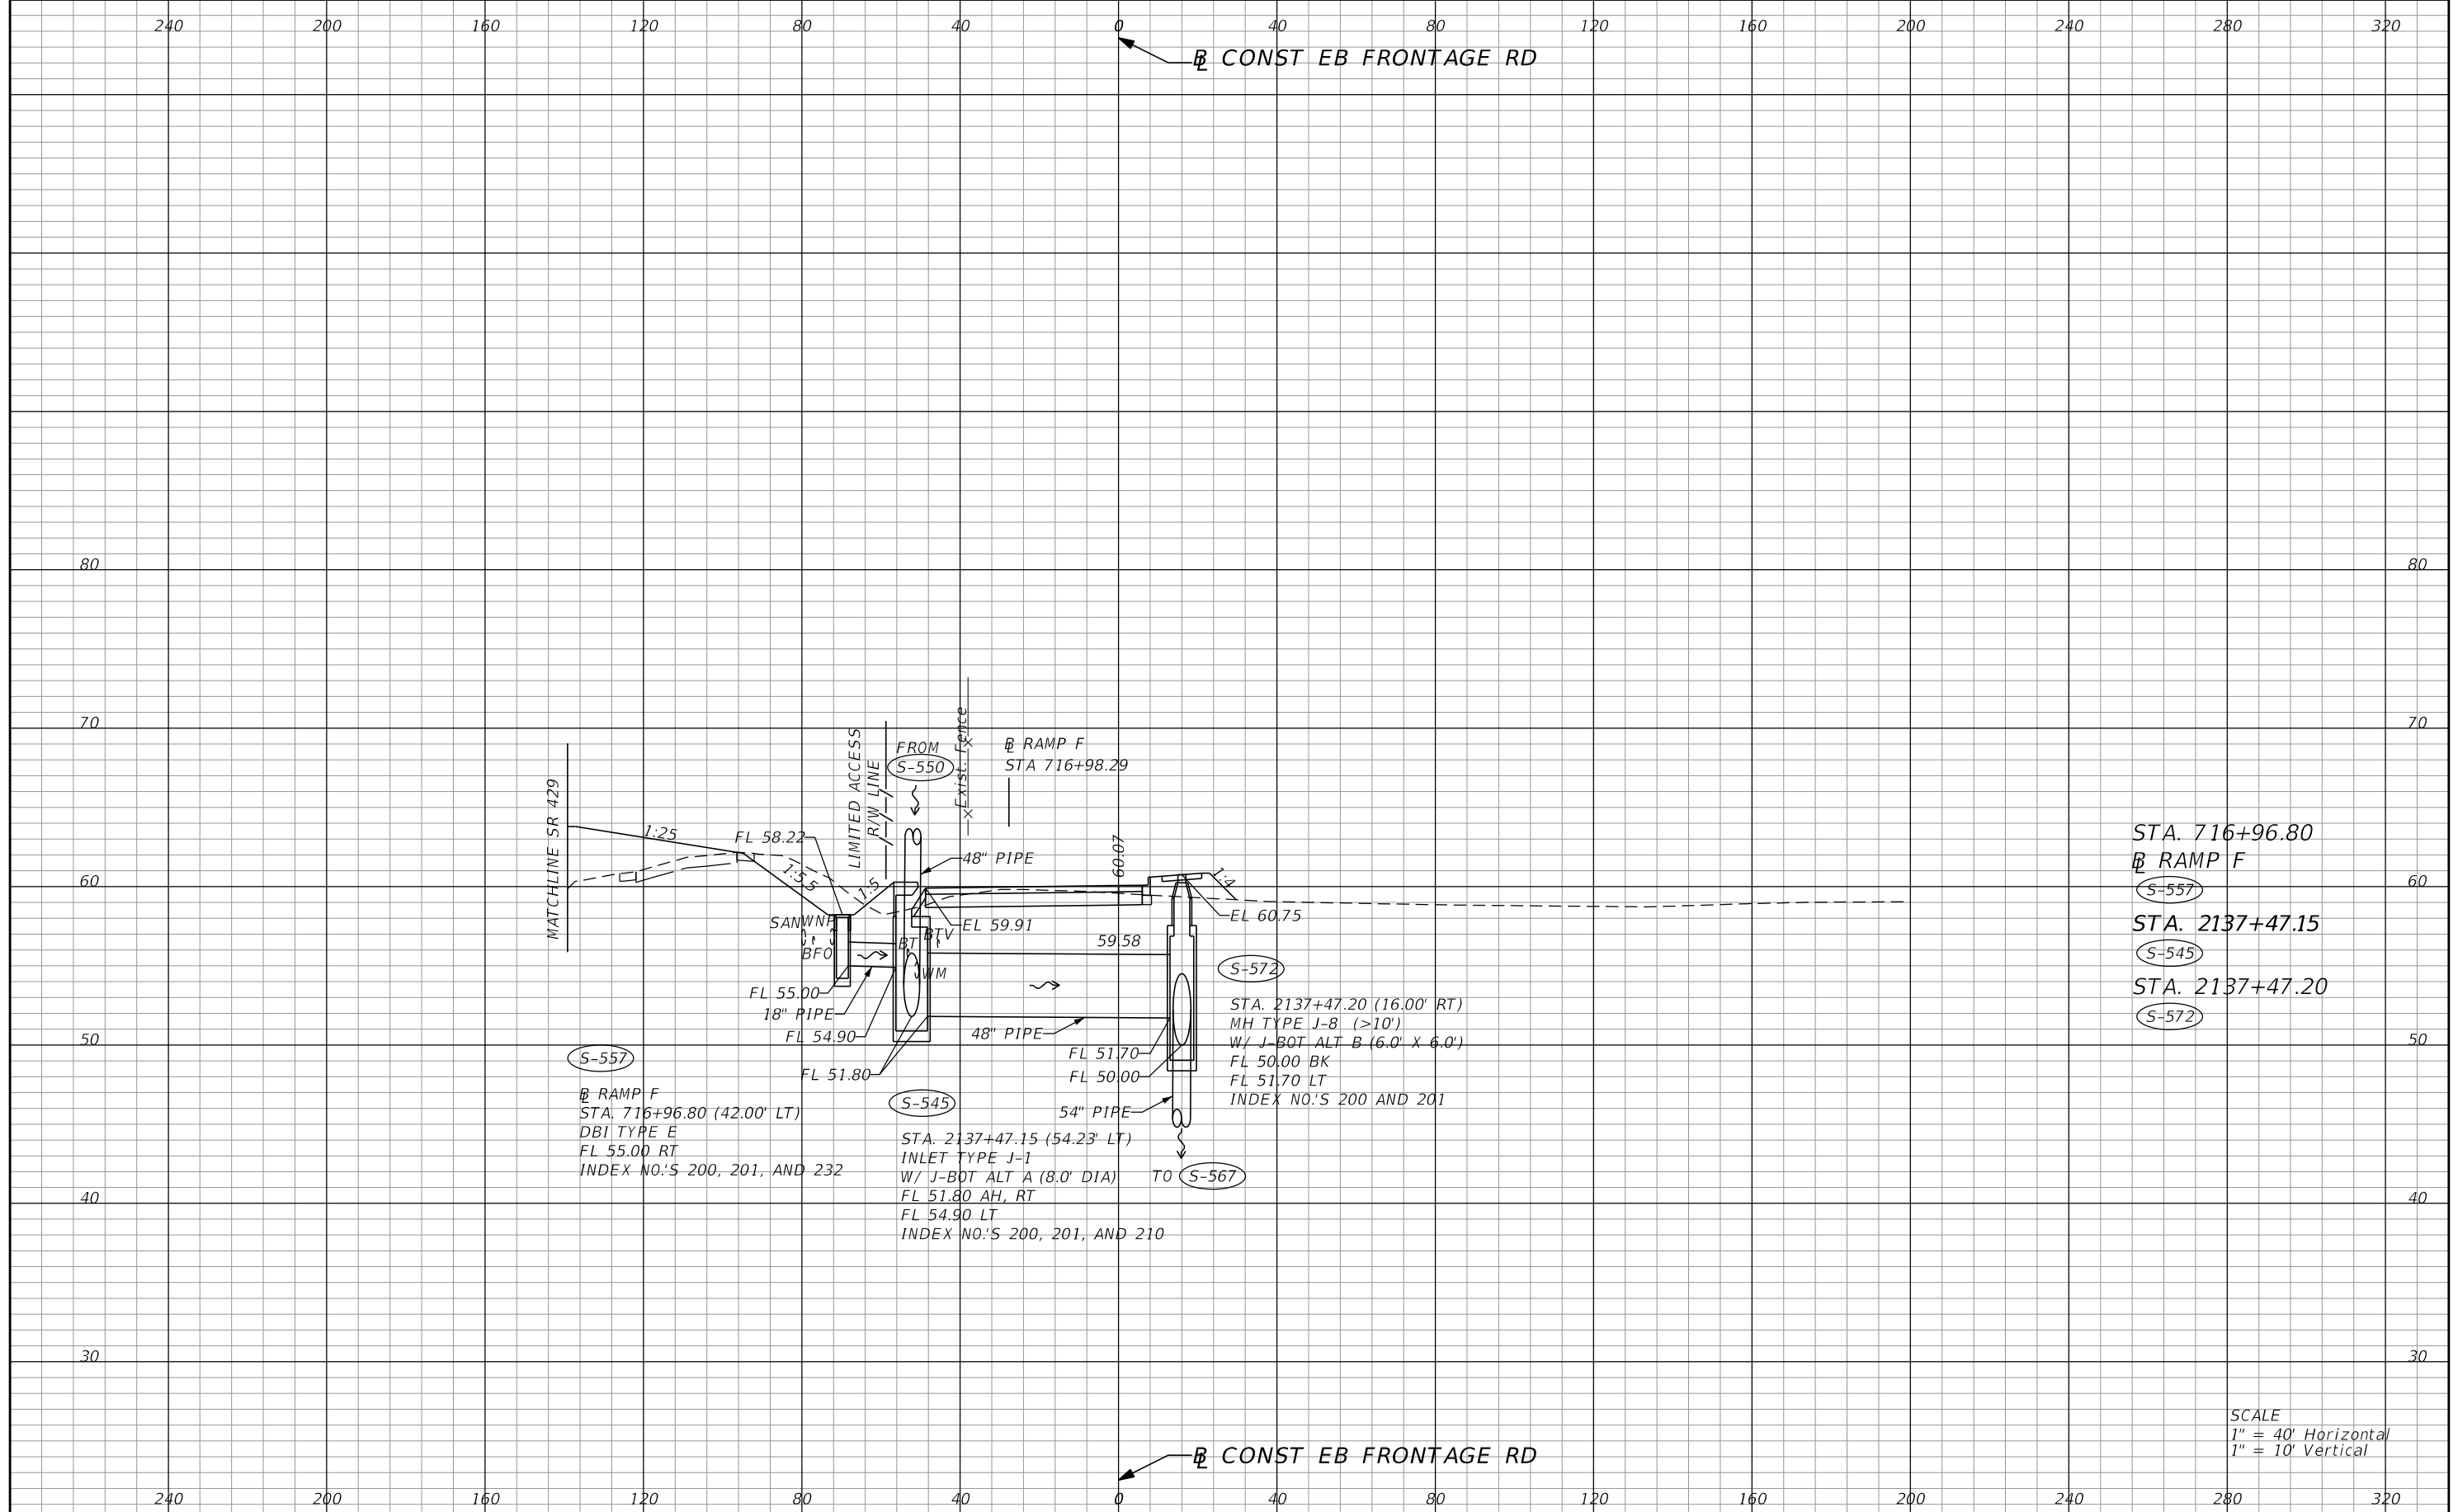 240 200 160 120 80 40 0 40 80 120 160 200 240 280 320
BL CONST EB FRONTAGE RD
80 80
70 70
60 60
50 50
40 40
30 30
MATCHLINE SR 429
1:25
FL 58.22
1:5.5
1:5
LIMITED ACCESS
R/W LINE
FROM
S-550
Exist. Fence
BL RAMP F
STA 716+98.29
48" PIPE
60.07
1:4
EL 59.91
EL 60.75
59.58
SAN
WNP
BFO
BT
BTV
WM
FL 55.00
18" PIPE
FL 54.90
FL 51.80
48" PIPE
FL 51.70
FL 50.00
54" PIPE
TO S-567
S-557
BL RAMP F
STA. 716+96.80 (42.00' LT)
DBI TYPE E
FL 55.00 RT
INDEX NO.'S 200, 201, AND 232
S-545
STA. 2137+47.15 (54.23' LT)
INLET TYPE J-1
W/ J-BOT ALT A (8.0' DIA)
FL 51.80 AH, RT
FL 54.90 LT
INDEX NO.'S 200, 201, AND 210
S-572
STA. 2137+47.20 (16.00' RT)
MH TYPE J-8 (>10')
W/ J-BOT ALT B (6.0' X 6.0')
FL 50.00 BK
FL 51.70 LT
INDEX NO.'S 200 AND 201
STA. 716+96.80
BL RAMP F
S-557
STA. 2137+47.15
S-545
STA. 2137+47.20
S-572
SCALE
1" = 40' Horizontal
1" = 10' Vertical
BL CONST EB FRONTAGE RD
240 200 160 120 80 40 0 40 80 120 160 200 240 280 320